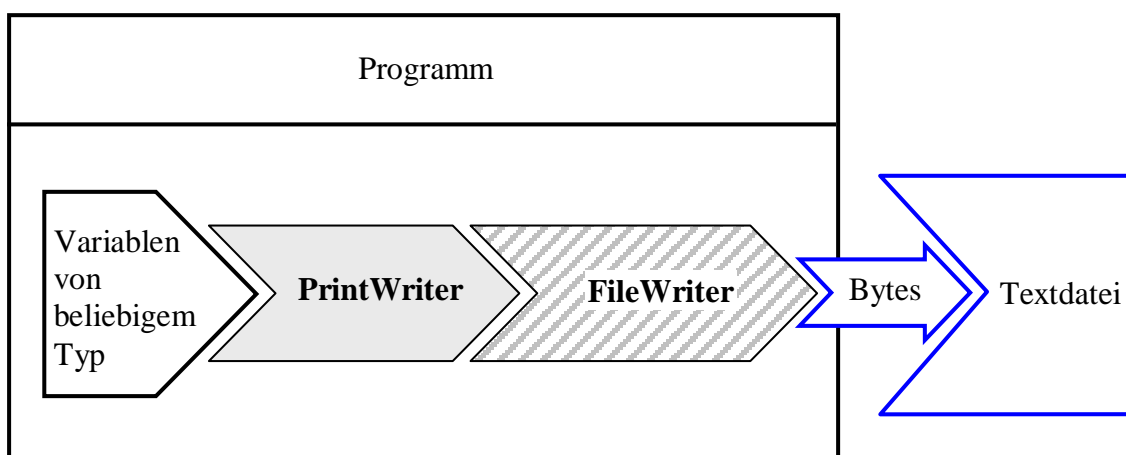 Programm
Variablen
von
beliebigem
Typ
PrintWriter
FileWriter
Bytes
Textdatei